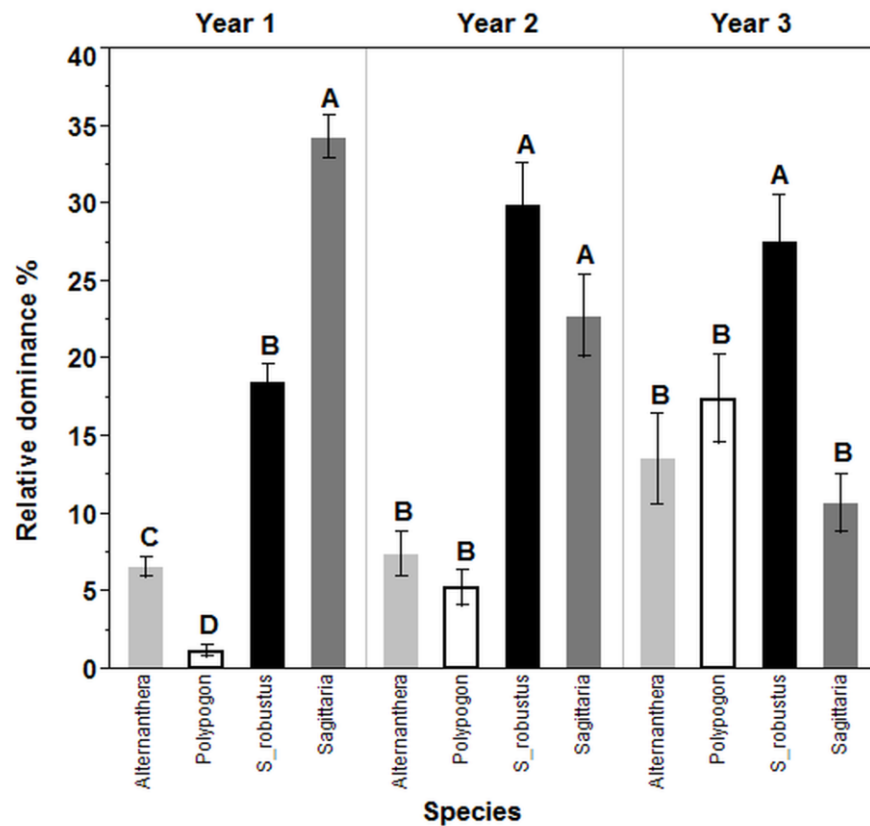 Year 1 Year 2 Year 3
Relative dominance %
40
35
30
25
20
15
10
5
0
C
D
B
A
B
B
A
A
B
B
A
B
Alternanthera
Polypogon
S_robustus
Sagittaria
Alternanthera
Polypogon
S_robustus
Sagittaria
Alternanthera
Polypogon
S_robustus
Sagittaria
Species